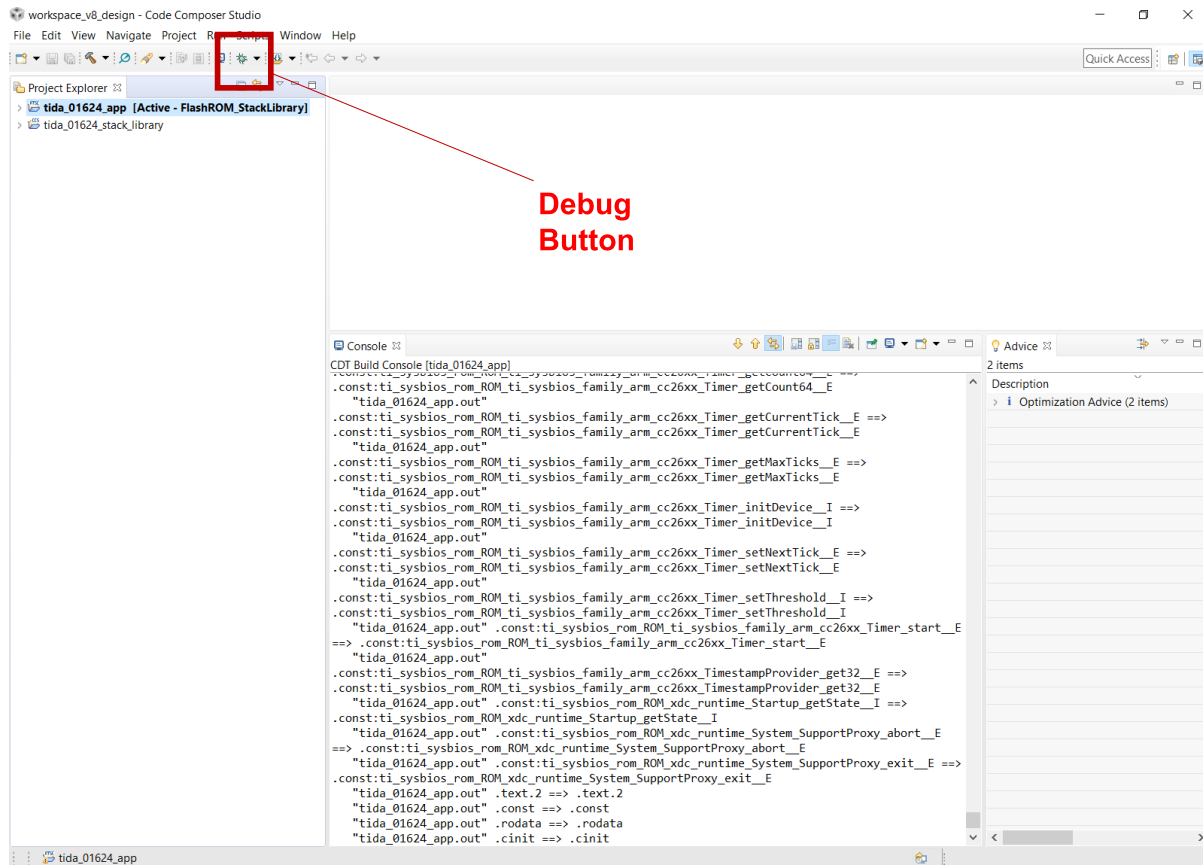 workspace_v8_design - Code Composer Studio
File Edit View Navigate Project Run Scripts Window Help
Quick Access
Project Explorer
tida_01624_app [Active - FlashROM_StackLibrary]
tida_01624_stack_library
Debug
Button
Console
CDT Build Console [tida_01624_app]
.const:ti_sysbios_rom_ROM_ti_sysbios_family_arm_cc26xx_Timer_getCount64__E ==>
.const:ti_sysbios_rom_ROM_ti_sysbios_family_arm_cc26xx_Timer_getCount64__E
"tida_01624_app.out"
.const:ti_sysbios_rom_ROM_ti_sysbios_family_arm_cc26xx_Timer_getCurrentTick__E ==>
.const:ti_sysbios_rom_ROM_ti_sysbios_family_arm_cc26xx_Timer_getCurrentTick__E
"tida_01624_app.out"
.const:ti_sysbios_rom_ROM_ti_sysbios_family_arm_cc26xx_Timer_getMaxTicks__E ==>
.const:ti_sysbios_rom_ROM_ti_sysbios_family_arm_cc26xx_Timer_getMaxTicks__E
"tida_01624_app.out"
.const:ti_sysbios_rom_ROM_ti_sysbios_family_arm_cc26xx_Timer_initDevice__I ==>
.const:ti_sysbios_rom_ROM_ti_sysbios_family_arm_cc26xx_Timer_initDevice__I
"tida_01624_app.out"
.const:ti_sysbios_rom_ROM_ti_sysbios_family_arm_cc26xx_Timer_setNextTick__E ==>
.const:ti_sysbios_rom_ROM_ti_sysbios_family_arm_cc26xx_Timer_setNextTick__E
"tida_01624_app.out"
.const:ti_sysbios_rom_ROM_ti_sysbios_family_arm_cc26xx_Timer_setThreshold__I ==>
.const:ti_sysbios_rom_ROM_ti_sysbios_family_arm_cc26xx_Timer_setThreshold__I
"tida_01624_app.out" .const:ti_sysbios_rom_ROM_ti_sysbios_family_arm_cc26xx_Timer_start__E
==> .const:ti_sysbios_rom_ROM_ti_sysbios_family_arm_cc26xx_Timer_start__E
"tida_01624_app.out"
.const:ti_sysbios_rom_ROM_ti_sysbios_family_arm_cc26xx_TimestampProvider_get32__E ==>
.const:ti_sysbios_rom_ROM_ti_sysbios_family_arm_cc26xx_TimestampProvider_get32__E
"tida_01624_app.out" .const:ti_sysbios_rom_ROM_xdc_runtime_Startup_getState__I ==>
.const:ti_sysbios_rom_ROM_xdc_runtime_Startup_getState__I
"tida_01624_app.out" .const:ti_sysbios_rom_ROM_xdc_runtime_System_SupportProxy_abort__E
==> .const:ti_sysbios_rom_ROM_xdc_runtime_System_SupportProxy_abort__E
"tida_01624_app.out" .const:ti_sysbios_rom_ROM_xdc_runtime_System_SupportProxy_exit__E ==>
.const:ti_sysbios_rom_ROM_xdc_runtime_System_SupportProxy_exit__E
"tida_01624_app.out" .text.2 ==> .text.2
"tida_01624_app.out" .const ==> .const
"tida_01624_app.out" .rodata ==> .rodata
"tida_01624_app.out" .cinit ==> .cinit
Advice
2 items
Description
Optimization Advice (2 items)
tida_01624_app